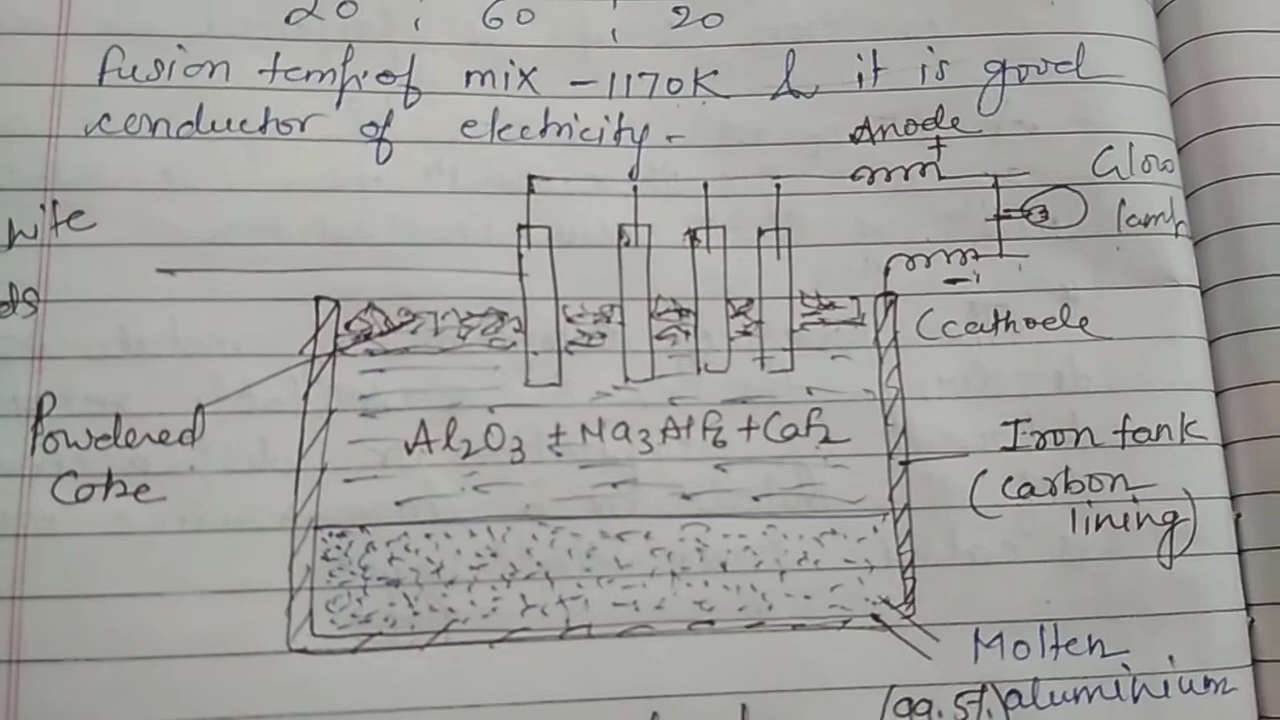 20 : 60 : 20
fusion temp. of mix - 1170K & it is good
conductor of electricity -
Anode
+
Glow
lamp
-
(cathode
Powdered
Coke
Al2O3 + Na3AlF6 + CaF2
Iron tank
(carbon
lining)
Molten
(99.5%) aluminium